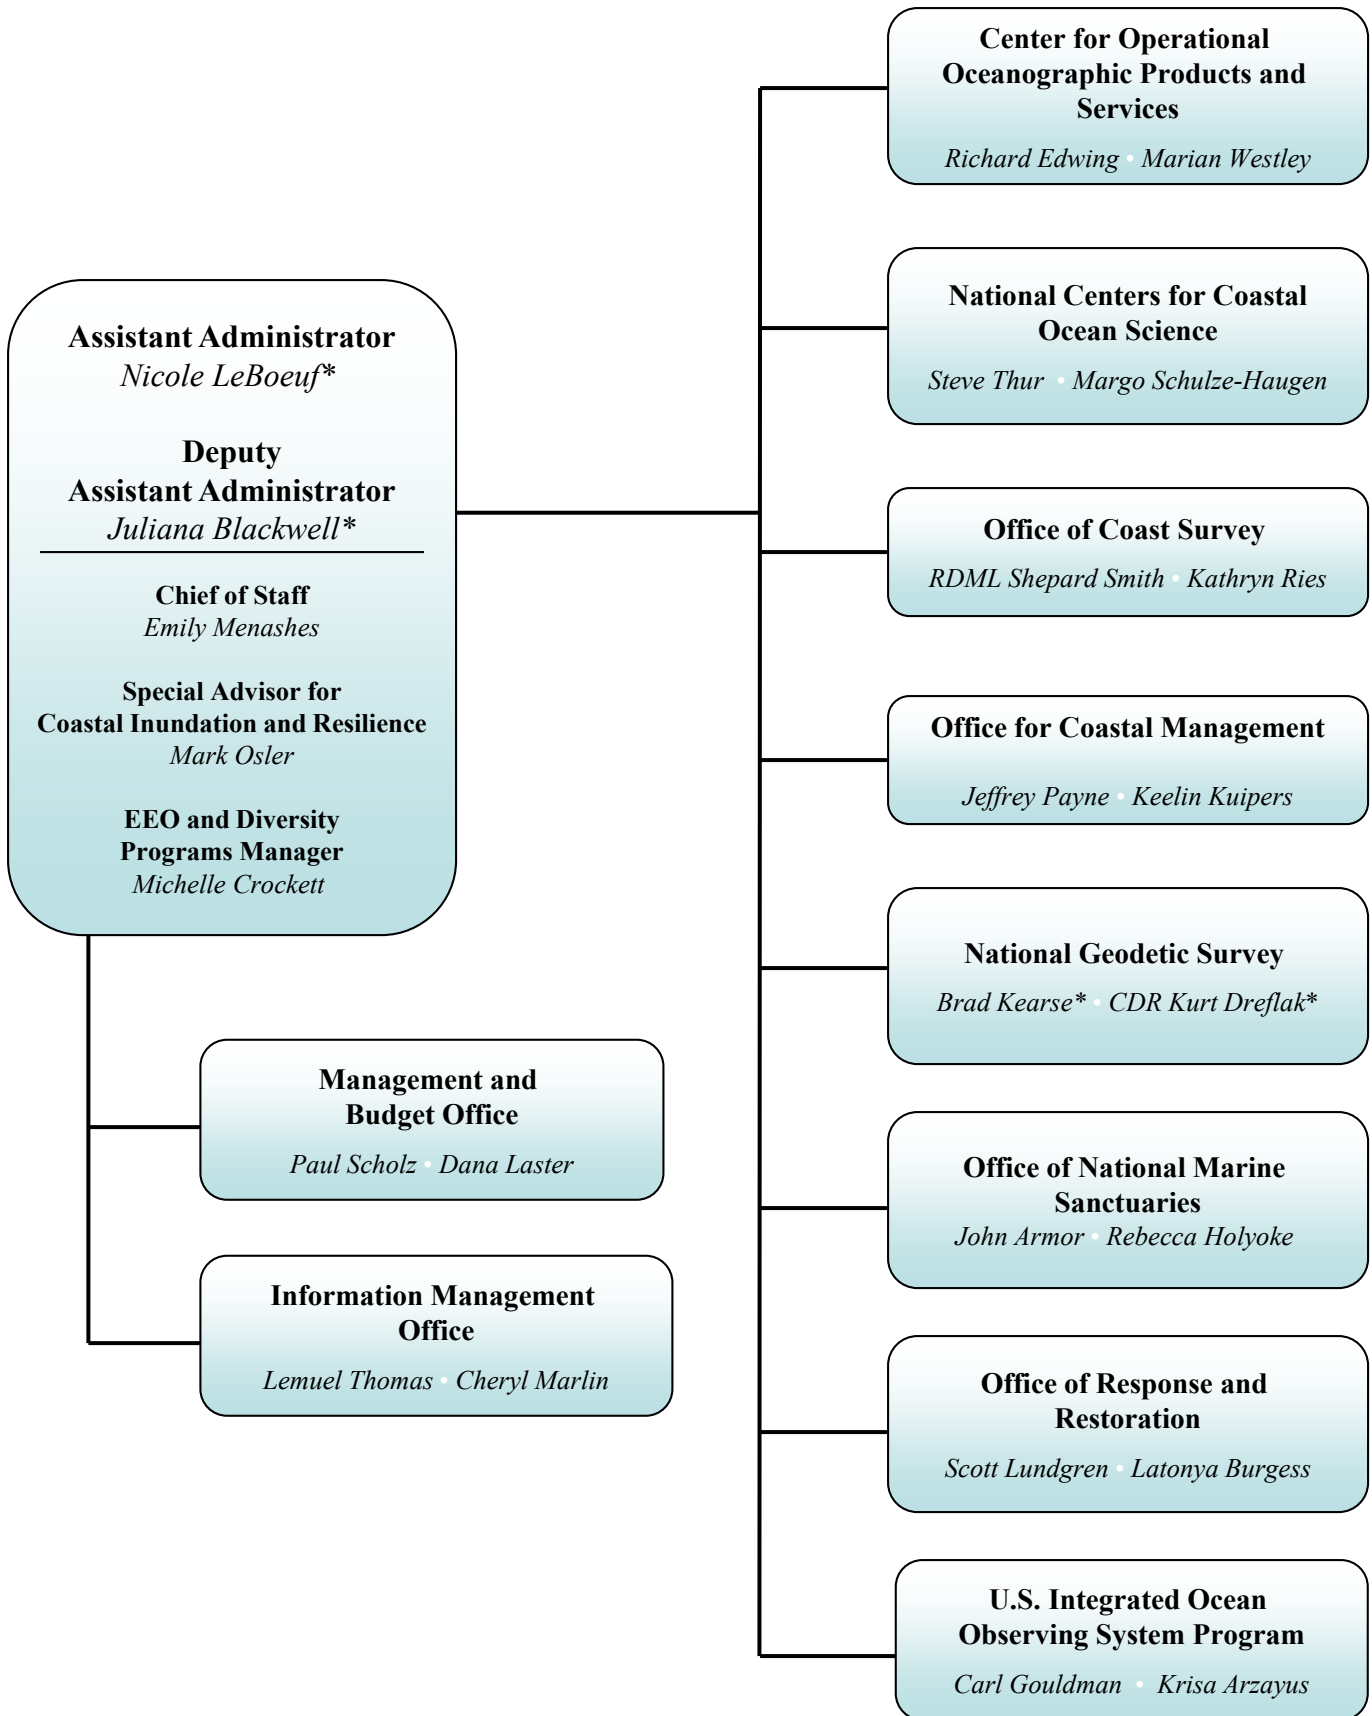 Assistant Administrator
Nicole LeBoeuf*
Deputy
Assistant Administrator
Juliana Blackwell*
Chief of Staff
Emily Menashes
Special Advisor for
Coastal Inundation and Resilience
Mark Osler
EEO and Diversity
Programs Manager
Michelle Crockett
Management and
Budget Office
Paul Scholz • Dana Laster
Information Management
Office
Lemuel Thomas • Cheryl Marlin
Center for Operational
Oceanographic Products and
Services
Richard Edwing • Marian Westley
National Centers for Coastal
Ocean Science
Steve Thur • Margo Schulze-Haugen
Office of Coast Survey
RDML Shepard Smith • Kathryn Ries
Office for Coastal Management
Jeffrey Payne • Keelin Kuipers
National Geodetic Survey
Brad Kearse* • CDR Kurt Dreflak*
Office of National Marine
Sanctuaries
John Armor • Rebecca Holyoke
Office of Response and
Restoration
Scott Lundgren • Latonya Burgess
U.S. Integrated Ocean
Observing System Program
Carl Gouldman • Krisa Arzayus